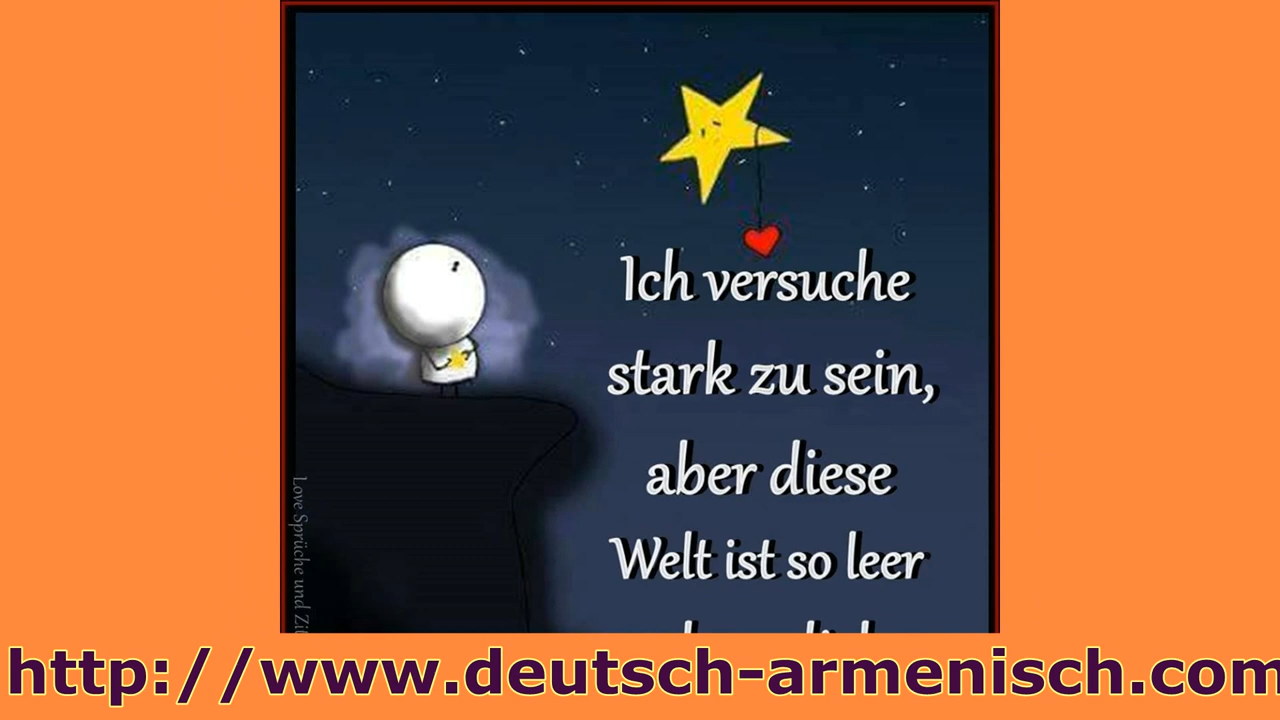 Ich versuche
stark zu sein,
aber diese
Welt ist so leer
Love Sprüche und
http://www.deutsch-armenisch.com